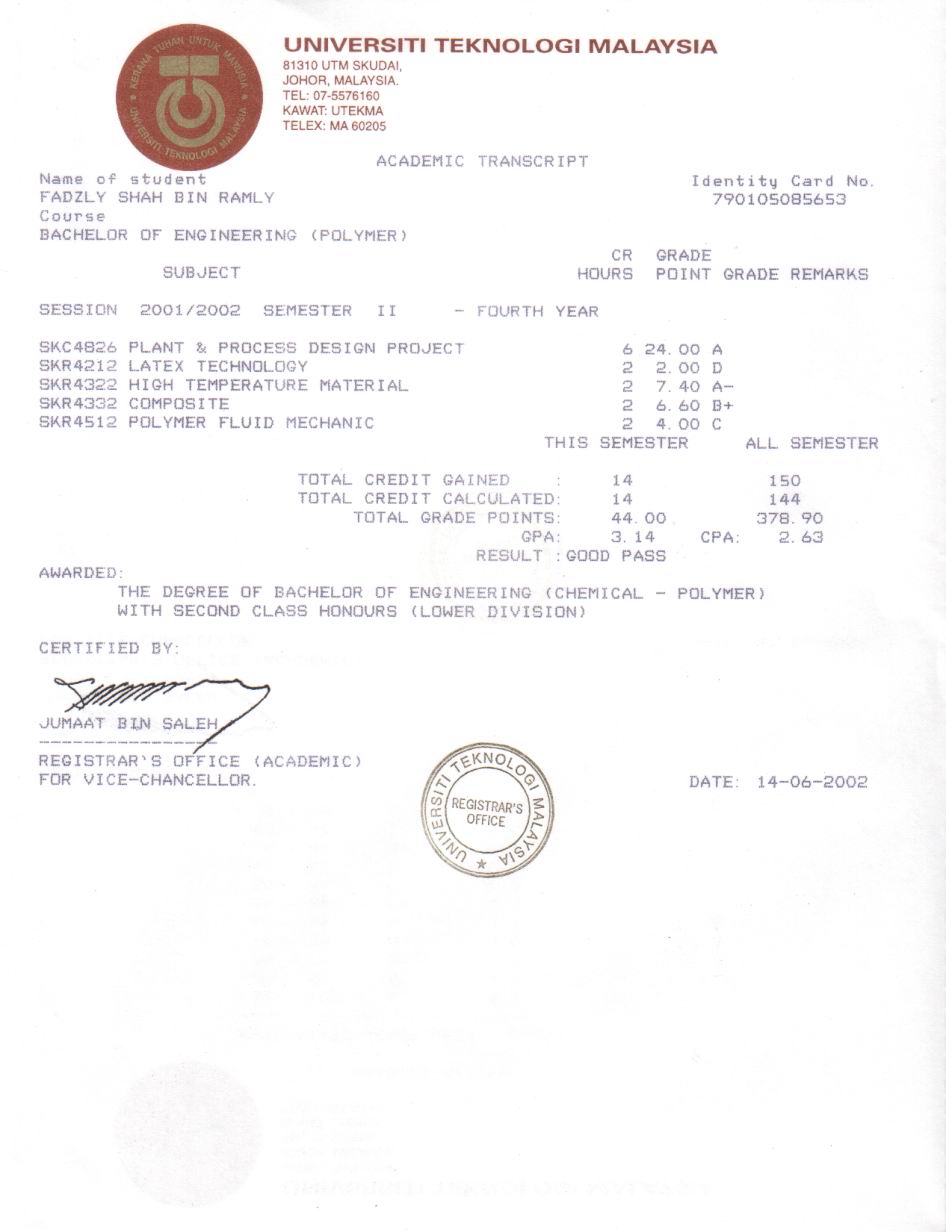 KERANA TUHAN UNTUK MANUSIA
UNIVERSITI TEKNOLOGI MALAYSIA
UNIVERSITI TEKNOLOGI MALAYSIA
81310 UTM SKUDAI,
JOHOR, MALAYSIA.
TEL: 07-5576160
KAWAT: UTEKMA
TELEX: MA 60205
ACADEMIC TRANSCRIPT
Name of student Identity Card No.
FADZLY SHAH BIN RAMLY 790105085653
Course
BACHELOR OF ENGINEERING (POLYMER)
CR GRADE
SUBJECT HOURS POINT GRADE REMARKS
SESSION 2001/2002 SEMESTER II - FOURTH YEAR
SKC4826 PLANT & PROCESS DESIGN PROJECT 6 24.00 A
SKR4212 LATEX TECHNOLOGY 2 2.00 D
SKR4322 HIGH TEMPERATURE MATERIAL 2 7.40 A-
SKR4332 COMPOSITE 2 6.60 B+
SKR4512 POLYMER FLUID MECHANIC 2 4.00 C
THIS SEMESTER ALL SEMESTER
TOTAL CREDIT GAINED : 14 150
TOTAL CREDIT CALCULATED: 14 144
TOTAL GRADE POINTS: 44.00 378.90
GPA: 3.14 CPA: 2.63
RESULT :GOOD PASS
AWARDED:
THE DEGREE OF BACHELOR OF ENGINEERING (CHEMICAL - POLYMER)
WITH SECOND CLASS HONOURS (LOWER DIVISION)
CERTIFIED BY:
JUMAAT BIN SALEH
-----------------
REGISTRAR'S OFFICE (ACADEMIC)
FOR VICE-CHANCELLOR. DATE: 14-06-2002
UNIVERSITI TEKNOLOGI MALAYSIA
REGISTRAR'S
OFFICE